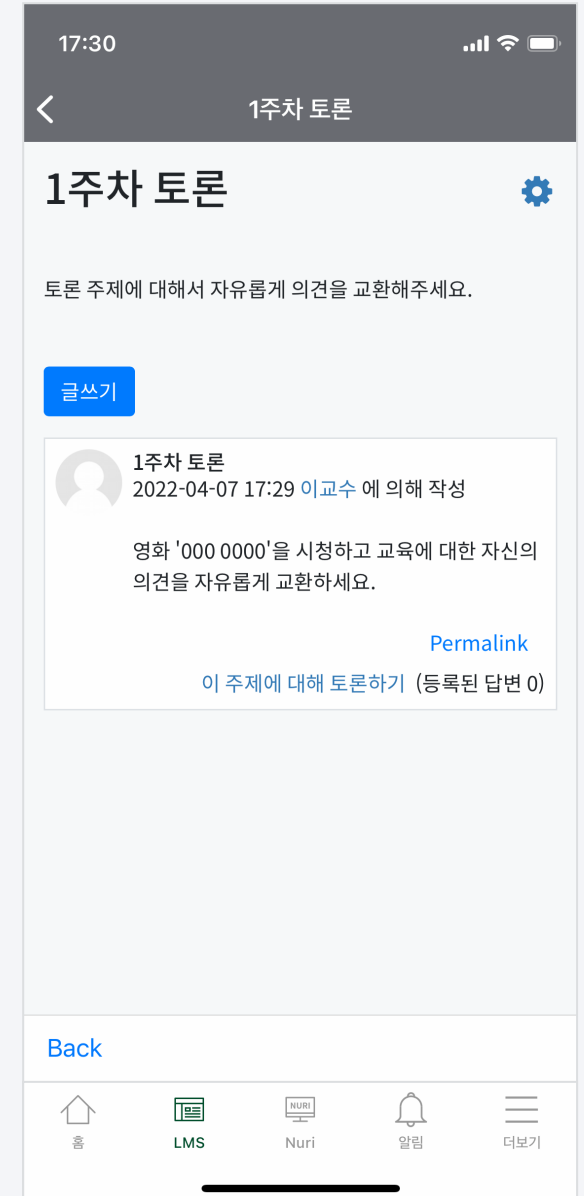 17:30
1주차 토론
1주차 토론
토론 주제에 대해서 자유롭게 의견을 교환해주세요.
글쓰기
1주차 토론
2022-04-07 17:29 이교수 에 의해 작성
영화 '000 0000'을 시청하고 교육에 대한 자신의
의견을 자유롭게 교환하세요.
Permalink
이 주제에 대해 토론하기 (등록된 답변 0)
Back
NURI
홈 LMS Nuri 알림 더보기